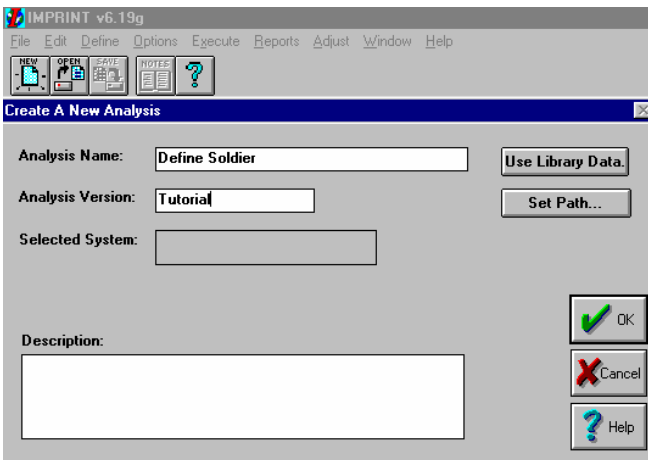 IMPRINT v6.19g
File Edit Define Options Execute Reports Adjust Window Help
NEW OPEN SAVE NOTES ?
Create A New Analysis
Analysis Name: Define Soldier Use Library Data.
Analysis Version: Tutorial Set Path...
Selected System:
OK
Description:
Cancel
? Help